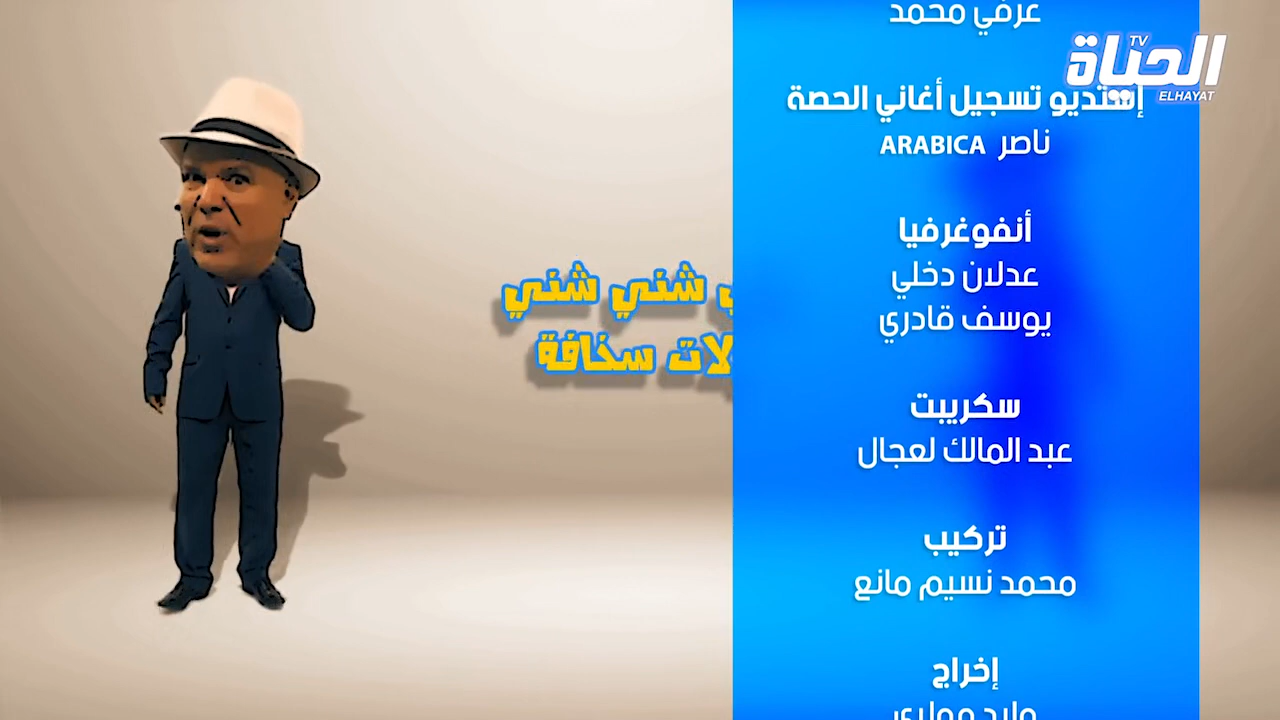 عرفي محمد
الحياة TV
ELHAYAT
إستديو تسجيل أغاني الحصة
ناصر ARABICA
أنفوغرفيا
عدلان دخلي
يوسف قادري
شني شني
سخافة
سكريبت
عبد المالك لعجال
تركيب
محمد نسيم مانع
إخراج